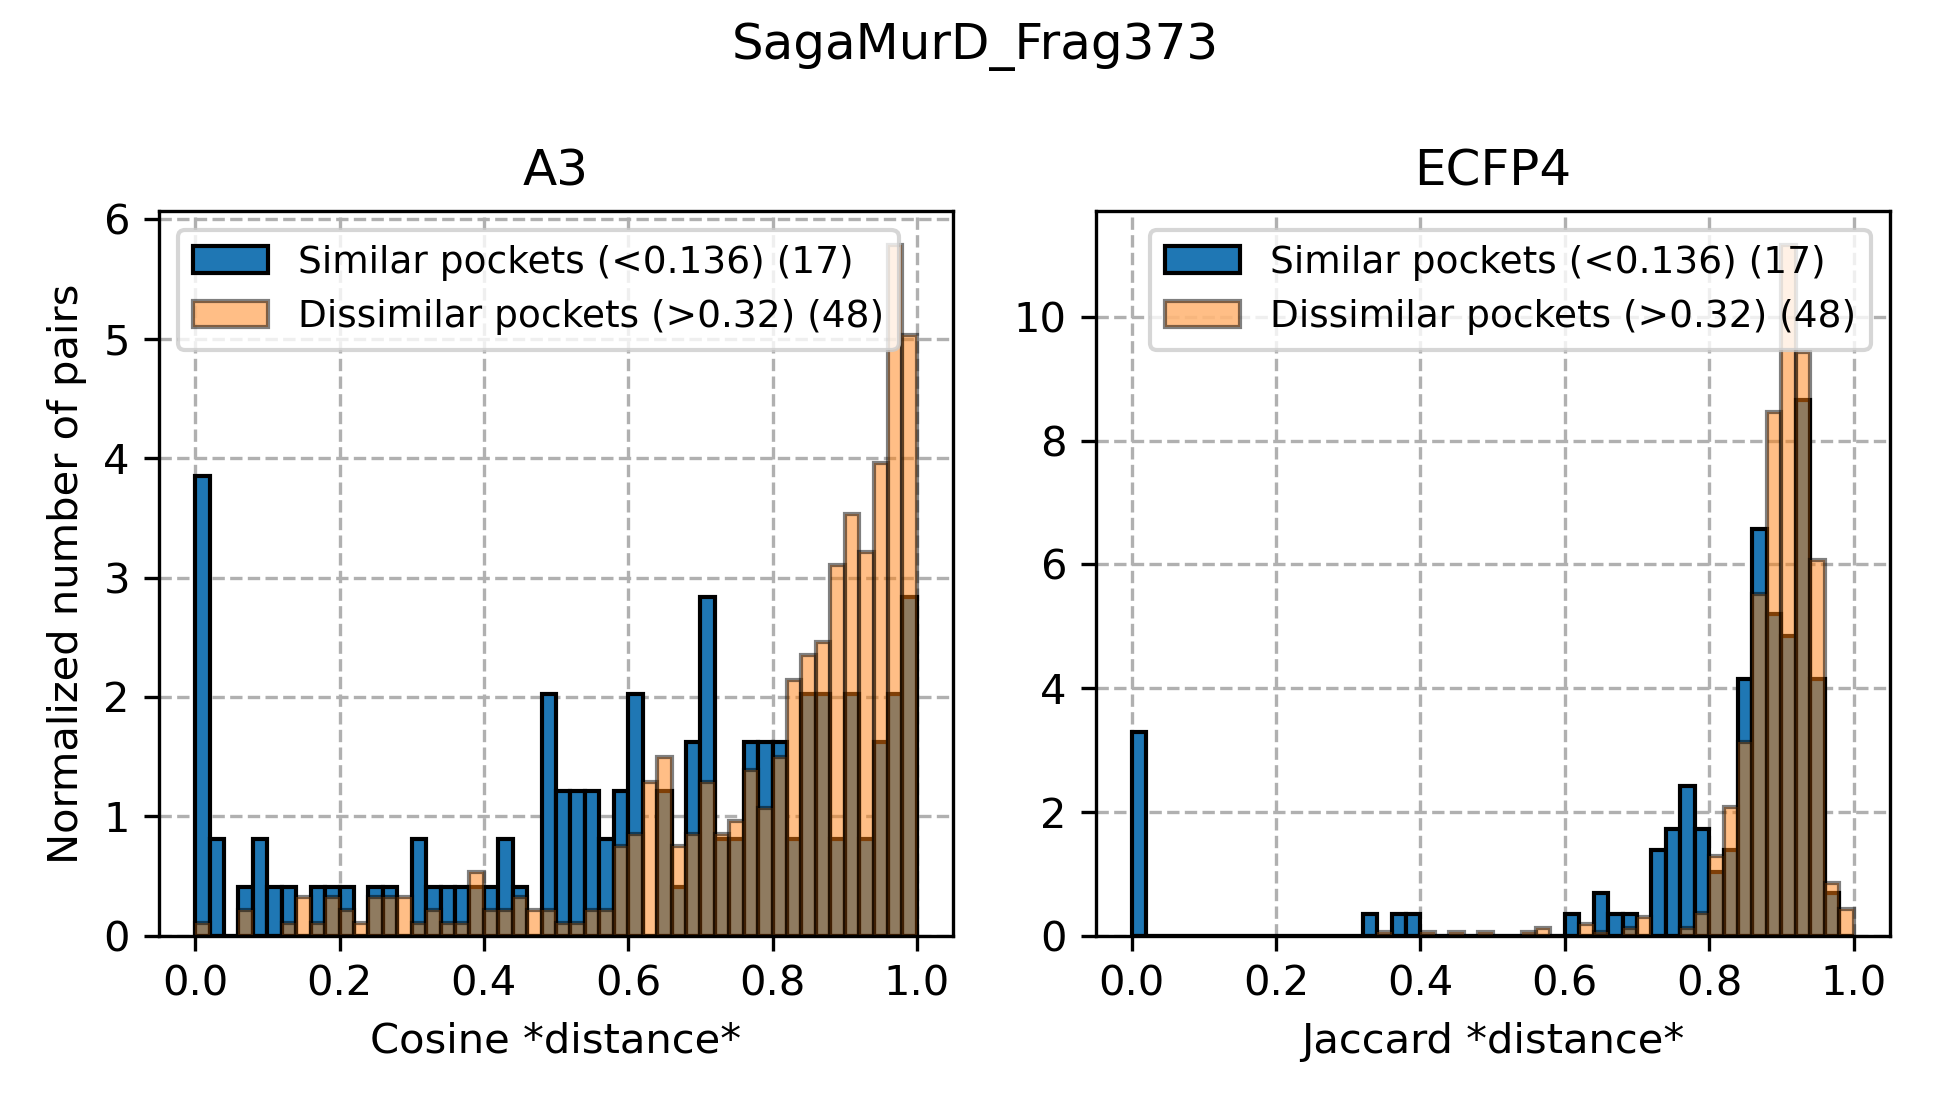 SagaMurD_Frag373
A3
Normalized number of pairs
6
5
4
3
2
1
0
Similar pockets (<0.136) (17)
Dissimilar pockets (>0.32) (48)
0.0 0.2 0.4 0.6 0.8 1.0
Cosine *distance*
ECFP4
10
8
6
4
2
0
Similar pockets (<0.136) (17)
Dissimilar pockets (>0.32) (48)
0.0 0.2 0.4 0.6 0.8 1.0
Jaccard *distance*